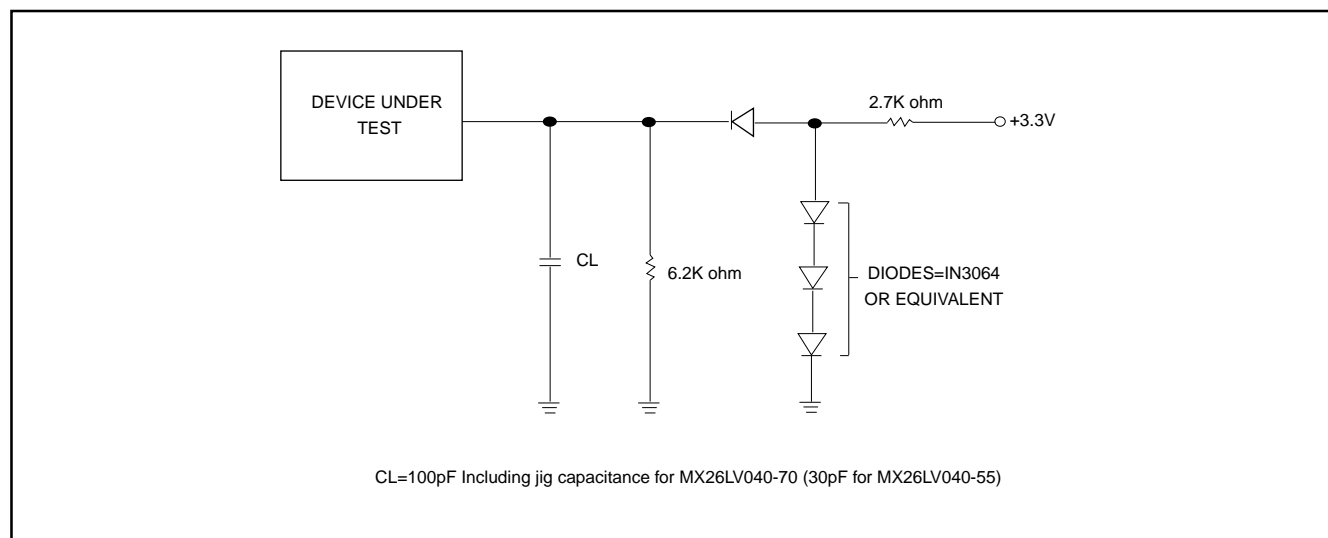 DEVICE UNDER
TEST
2.7K ohm
+3.3V
CL
6.2K ohm
DIODES=IN3064
OR EQUIVALENT
CL=100pF Including jig capacitance for MX26LV040-70 (30pF for MX26LV040-55)